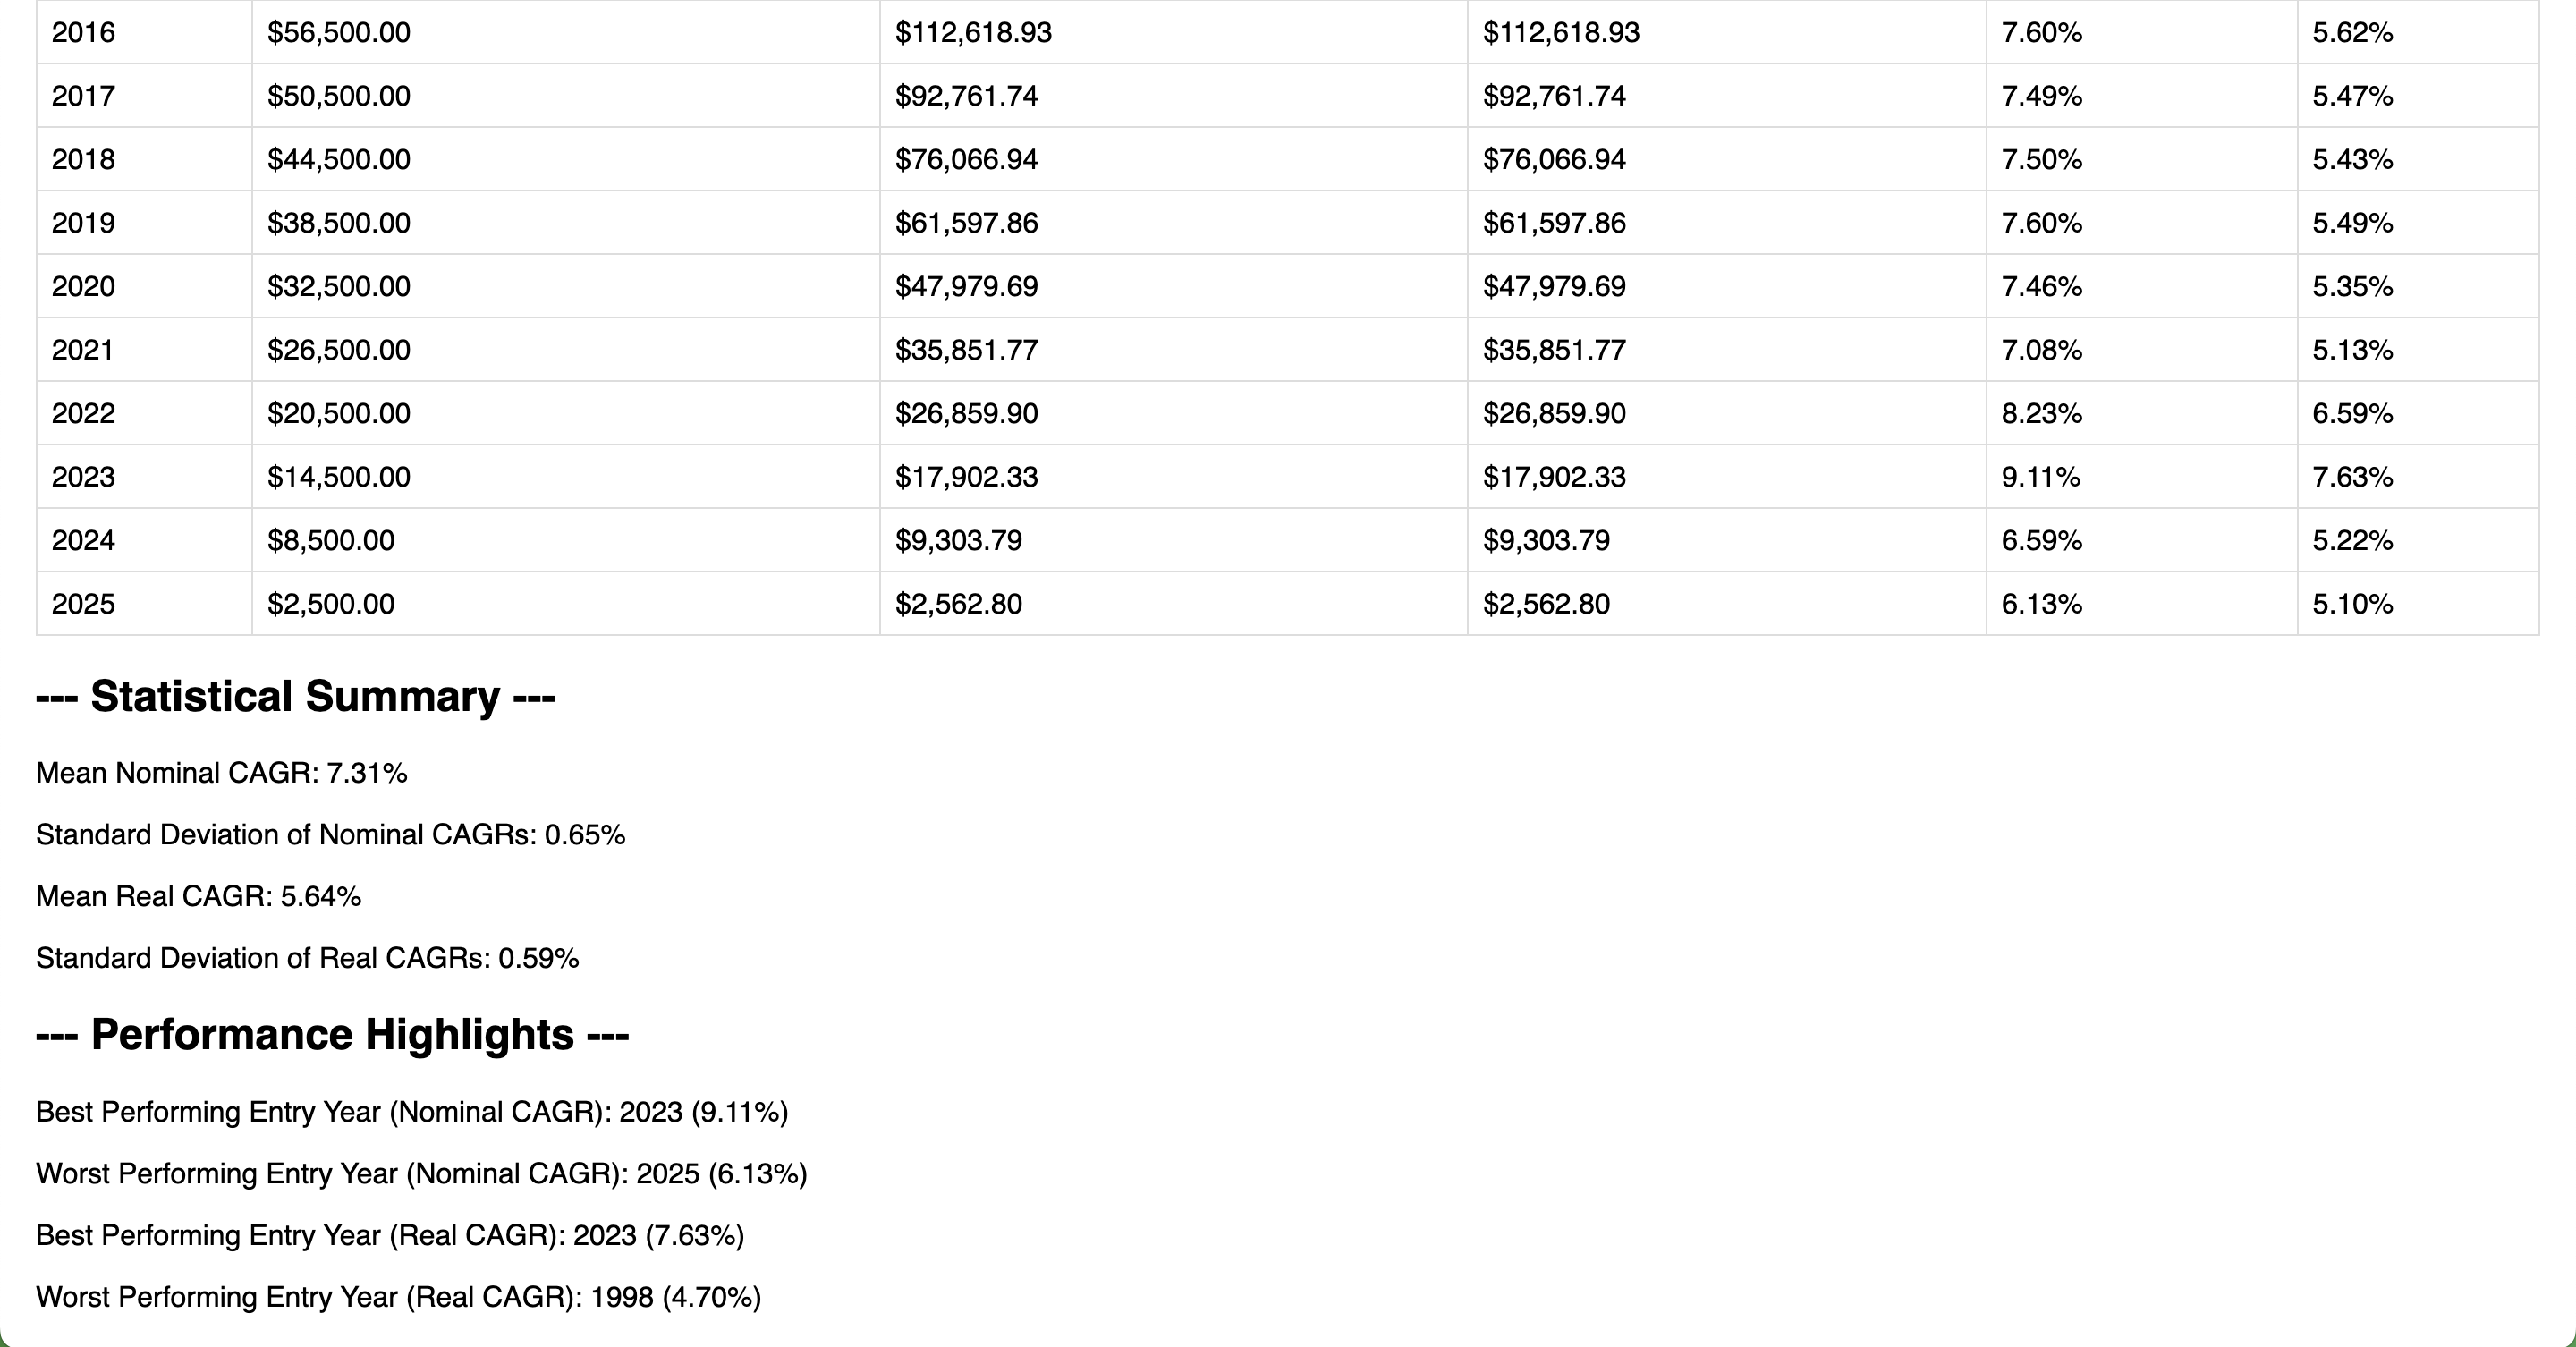 2016 $56,500.00 $112,618.93 $112,618.93 7.60% 5.62%
2017 $50,500.00 $92,761.74 $92,761.74 7.49% 5.47%
2018 $44,500.00 $76,066.94 $76,066.94 7.50% 5.43%
2019 $38,500.00 $61,597.86 $61,597.86 7.60% 5.49%
2020 $32,500.00 $47,979.69 $47,979.69 7.46% 5.35%
2021 $26,500.00 $35,851.77 $35,851.77 7.08% 5.13%
2022 $20,500.00 $26,859.90 $26,859.90 8.23% 6.59%
2023 $14,500.00 $17,902.33 $17,902.33 9.11% 7.63%
2024 $8,500.00 $9,303.79 $9,303.79 6.59% 5.22%
2025 $2,500.00 $2,562.80 $2,562.80 6.13% 5.10%
--- Statistical Summary ---
Mean Nominal CAGR: 7.31%
Standard Deviation of Nominal CAGRs: 0.65%
Mean Real CAGR: 5.64%
Standard Deviation of Real CAGRs: 0.59%
--- Performance Highlights ---
Best Performing Entry Year (Nominal CAGR): 2023 (9.11%)
Worst Performing Entry Year (Nominal CAGR): 2025 (6.13%)
Best Performing Entry Year (Real CAGR): 2023 (7.63%)
Worst Performing Entry Year (Real CAGR): 1998 (4.70%)